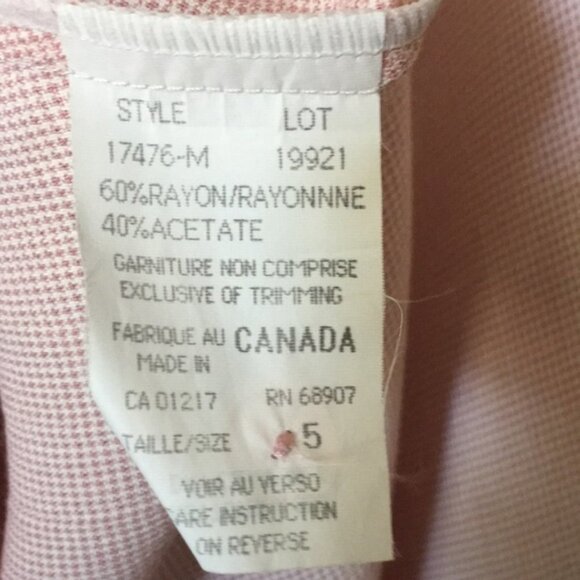 STYLE LOT
17476-M 19921
60%RAYON/RAYONNNE
40%ACETATE
GARNITURE NON COMPRISE
EXCLUSIVE OF TRIMMING
FABRIQUE AU CANADA
MADE IN
CA 01217 RN 68907
TAILLE/SIZE 5
VOIR AU VERSO
CARE INSTRUCTION
ON REVERSE